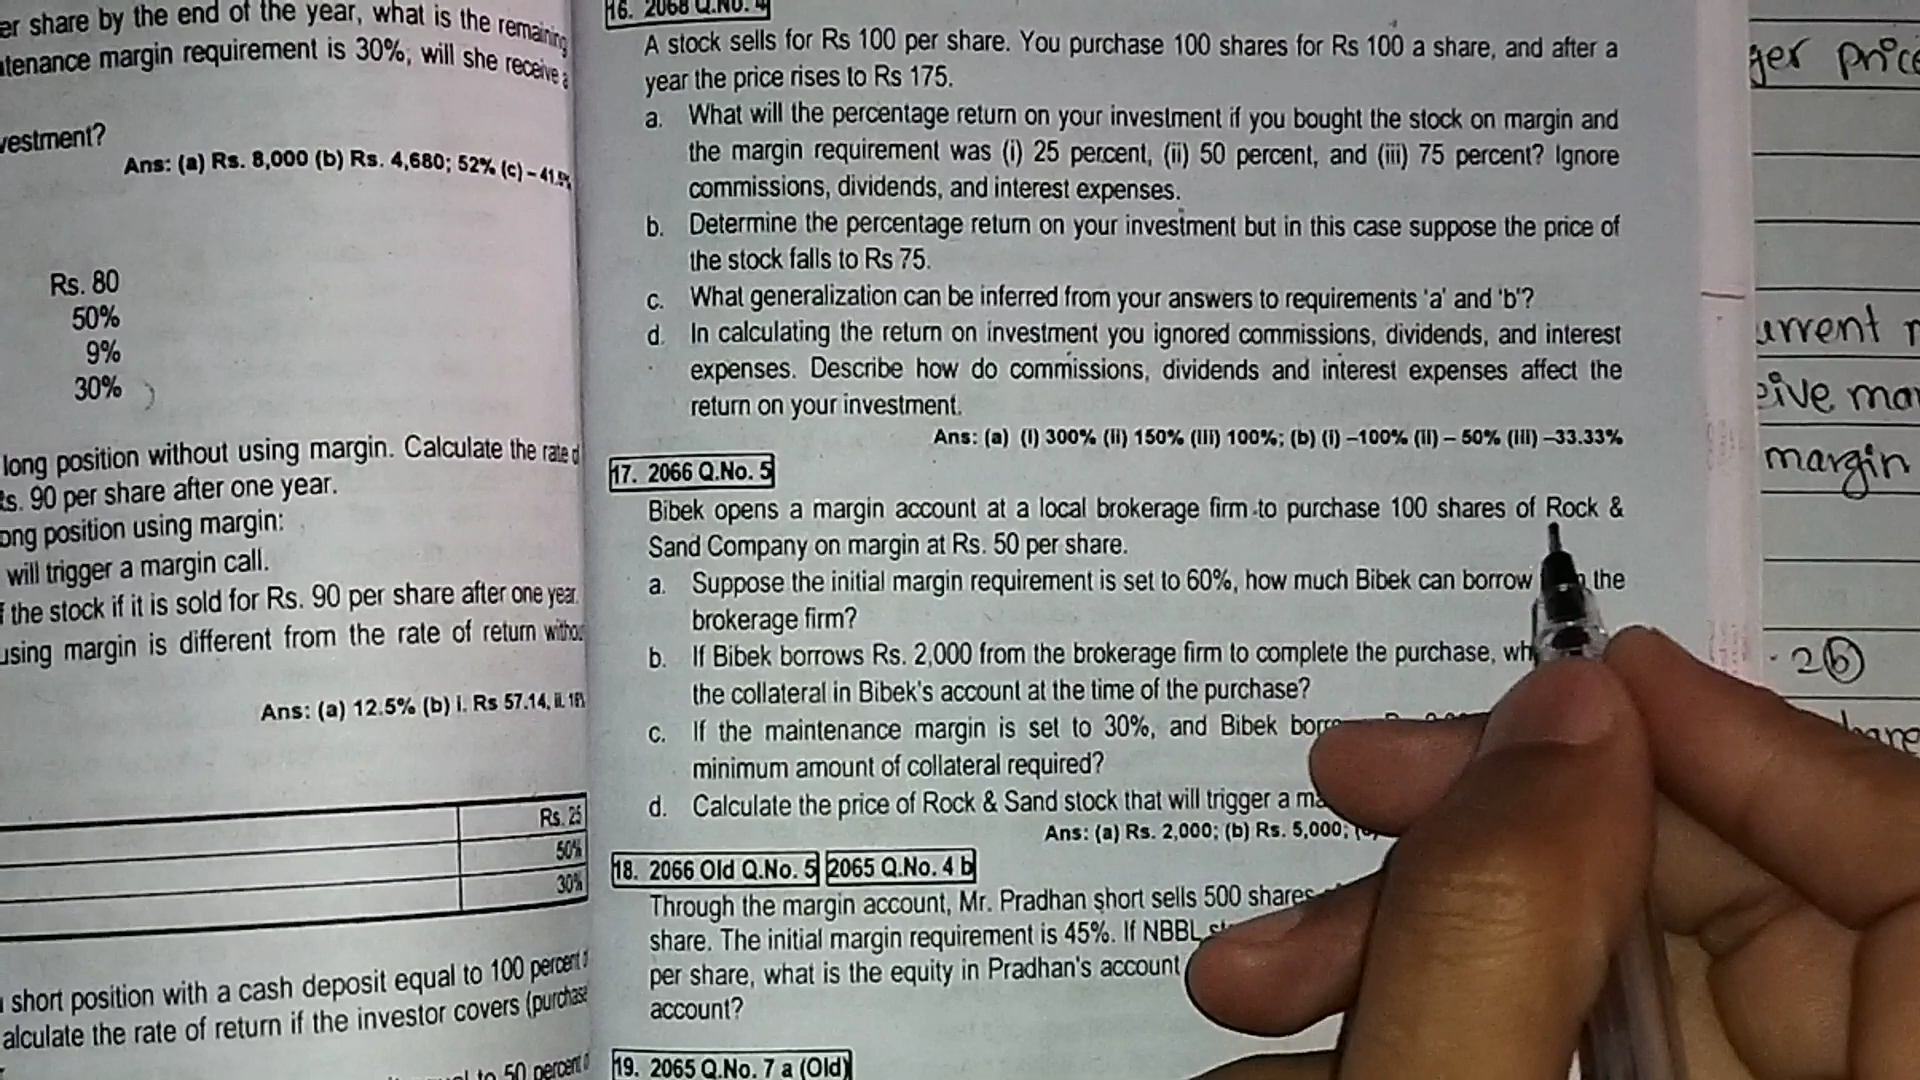 er share by the end of the year, what is the remaining
tenance margin requirement is 30%, will she receive a
vestment?
Ans: (a) Rs. 8,000 (b) Rs. 4,680; 52% (c) – 41.5%
Rs. 80
50%
9%
30%
long position without using margin. Calculate the rate o
s. 90 per share after one year.
ong position using margin:
will trigger a margin call.
f the stock if it is sold for Rs. 90 per share after one year.
using margin is different from the rate of return withou
Ans: (a) 12.5% (b) i. Rs 57.14, ii.
Rs. 25
50%
30%
short position with a cash deposit equal to 100 percent
alculate the rate of return if the investor covers (purchase
to 50 percent
16. 2068 Q.No. 4
A stock sells for Rs 100 per share. You purchase 100 shares for Rs 100 a share, and after a
year the price rises to Rs 175.
a. What will the percentage return on your investment if you bought the stock on margin and
the margin requirement was (i) 25 percent, (ii) 50 percent, and (iii) 75 percent? Ignore
commissions, dividends, and interest expenses.
b. Determine the percentage return on your investment but in this case suppose the price of
the stock falls to Rs 75.
c. What generalization can be inferred from your answers to requirements 'a' and 'b'?
d. In calculating the return on investment you ignored commissions, dividends, and interest
expenses. Describe how do commissions, dividends and interest expenses affect the
return on your investment.
Ans: (a) (i) 300% (ii) 150% (iii) 100%; (b) (i) –100% (ii) – 50% (iii) –33.33%
17. 2066 Q.No. 5
Bibek opens a margin account at a local brokerage firm to purchase 100 shares of Rock &
Sand Company on margin at Rs. 50 per share.
a. Suppose the initial margin requirement is set to 60%, how much Bibek can borrow the
brokerage firm?
b. If Bibek borrows Rs. 2,000 from the brokerage firm to complete the purchase, wh
the collateral in Bibek's account at the time of the purchase?
c. If the maintenance margin is set to 30%, and Bibek
minimum amount of collateral required?
d. Calculate the price of Rock & Sand stock that will trigger a ma
Ans: (a) Rs. 2,000; (b) Rs. 5,000;
18. 2066 Old Q.No. 5 2065 Q.No. 4 b
Through the margin account, Mr. Pradhan short sells 500 shares
share. The initial margin requirement is 45%. If NBBL
per share, what is the equity in Pradhan's account
account?
19. 2065 Q.No. 7 a (Old)
ger price
urrent
eive mar
margin
2(b)
hare